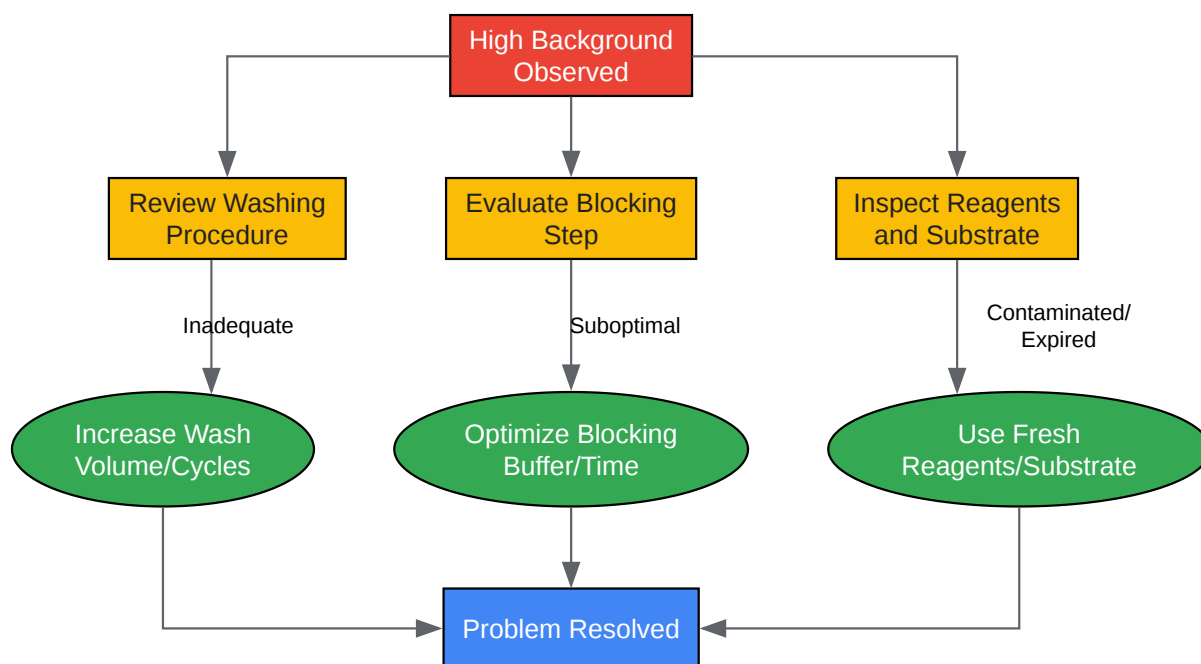 High Background
Observed
Review Washing
Procedure
Evaluate Blocking
Step
Inspect Reagents
and Substrate
Inadequate
Suboptimal
Contaminated/
Expired
Increase Wash
Volume/Cycles
Optimize Blocking
Buffer/Time
Use Fresh
Reagents/Substrate
Problem Resolved